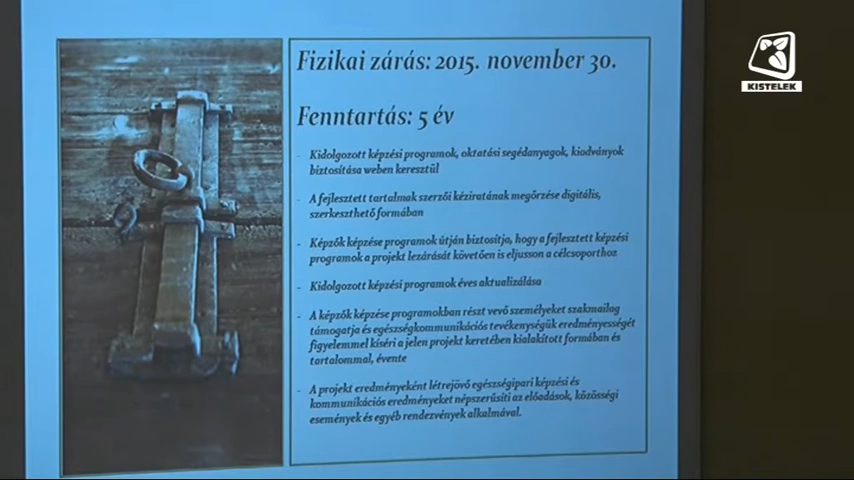 Fizikai zárás: 2015. november 30.
Fenntartás: 5 év
- Kidolgozott képzési programok, oktatási segédanyagok, kiadványok
biztosítása weben keresztül
- A fejlesztett tartalmak szerzői kéziratának megőrzése digitális,
szerkeszthető formában
- Képzők képzése programok útján biztosítja, hogy a fejlesztett képzési
programok a projekt lezárását követően is eljusson a célcsoporthoz
- Kidolgozott képzési programok éves aktualizálása
- A képzők képzése programokban részt vevő személyeket szakmailag
támogatja és egészségkommunikációs tevékenységük eredményességét
figyelemmel kíséri a jelen projekt keretében kialakított formában és
tartalommal, évente
- A projekt eredményeként létrejövő egészségipari képzési és
kommunikációs eredményeket népszerűsíti az előadások, közösségi
események és egyéb rendezvények alkalmával.
KISTELEK